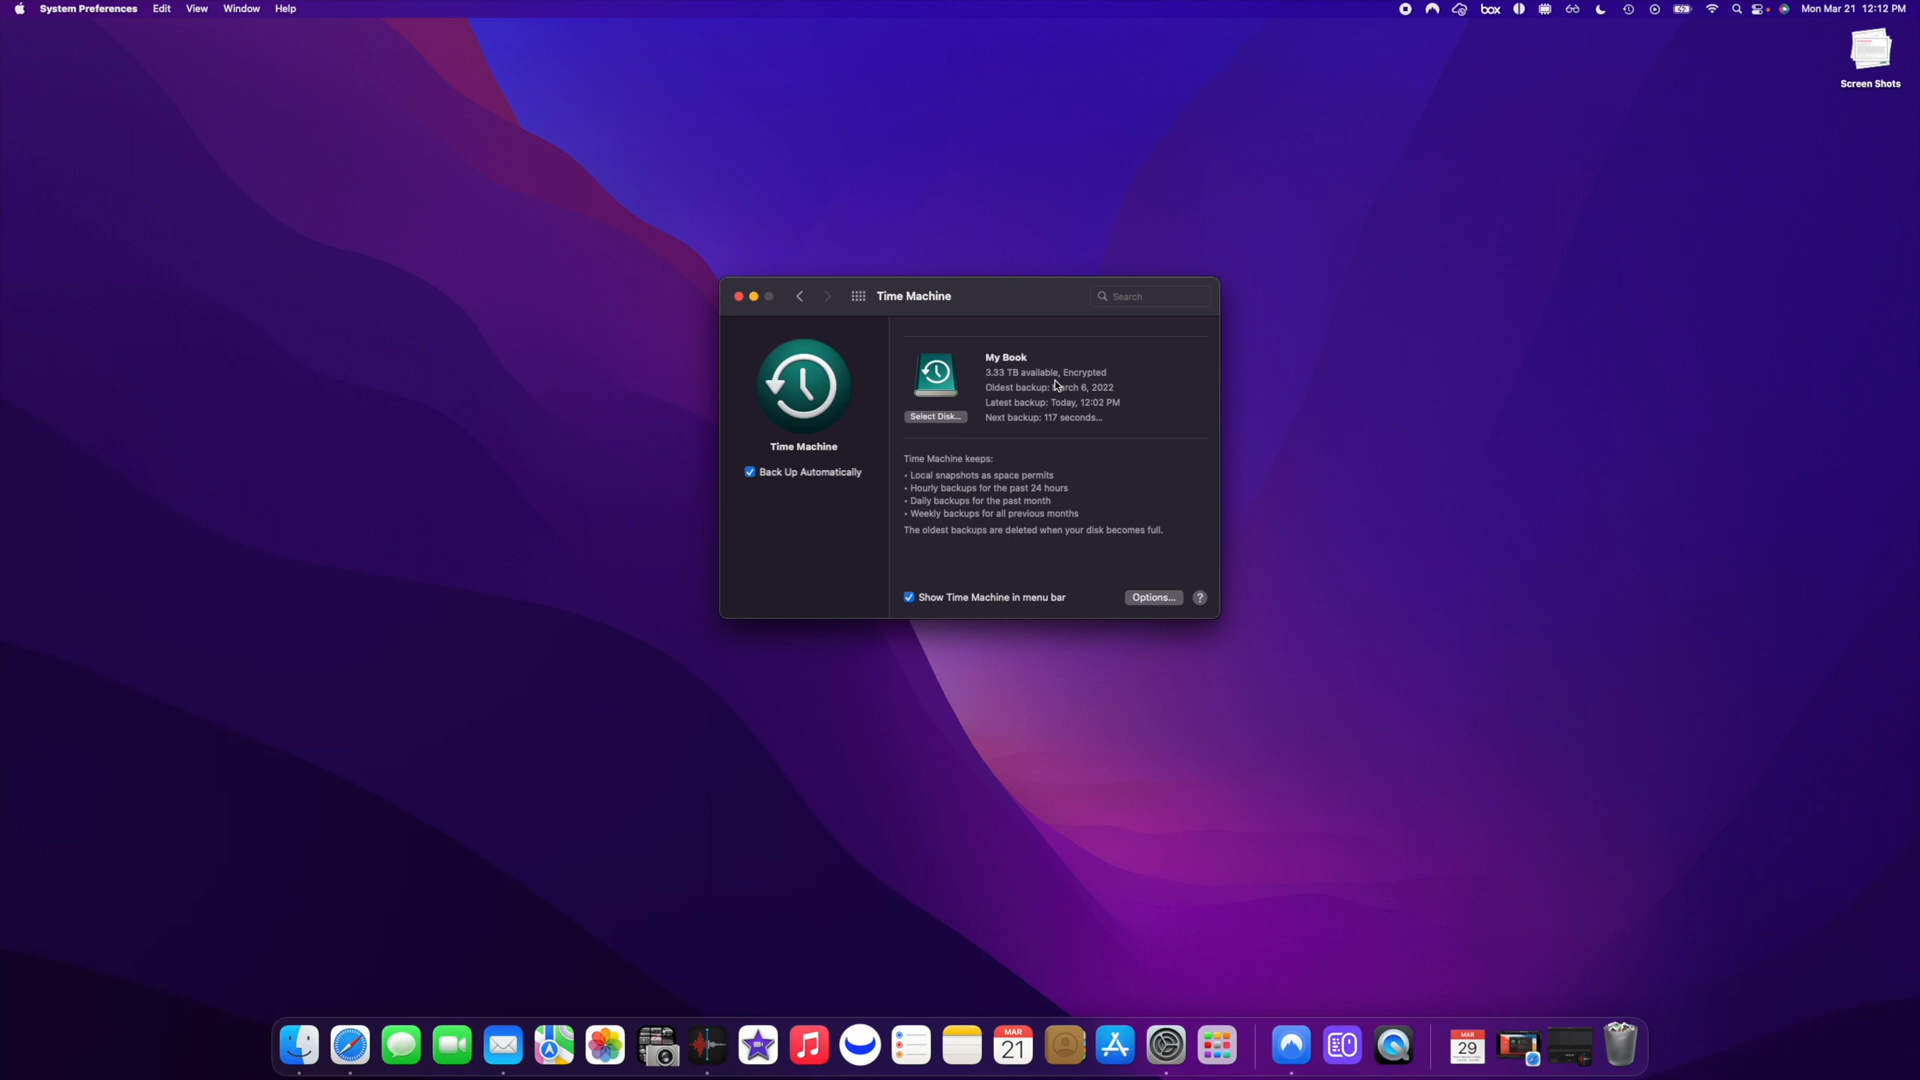 System Preferences Edit View Window Help
box
Mon Mar 21 12:12 PM
Screen Shots
Time Machine
Search
My Book
3.33 TB available, Encrypted
Oldest backup: arch 6, 2022
Latest backup: Today, 12:02 PM
Next backup: 117 seconds...
Select Disk...
Time Machine
Back Up Automatically
Time Machine keeps:
• Local snapshots as space permits
• Hourly backups for the past 24 hours
• Daily backups for the past month
• Weekly backups for all previous months
The oldest backups are deleted when your disk becomes full.
Show Time Machine in menu bar
Options...
?
MAR
21
MAR
29